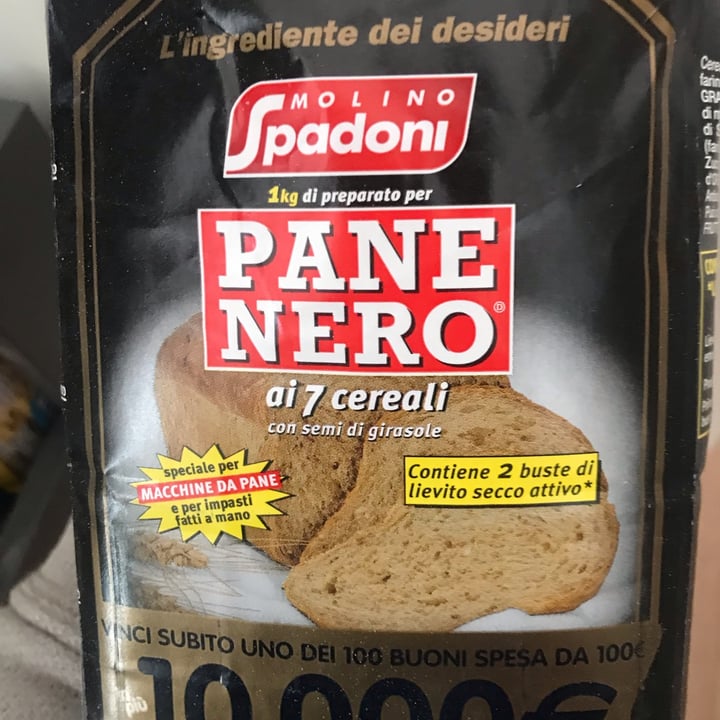 L'ingrediente dei desideri
MOLINO
Spadoni
1kg di preparato per
PANE
NERO®
ai 7 cereali
con semi di girasole
speciale per
MACCHINE DA PANE
e per impasti
fatti a mano
Contiene 2 buste di
lievito secco attivo*
VINCI SUBITO UNO DEI 100 BUONI SPESA DA 100€
10.000€